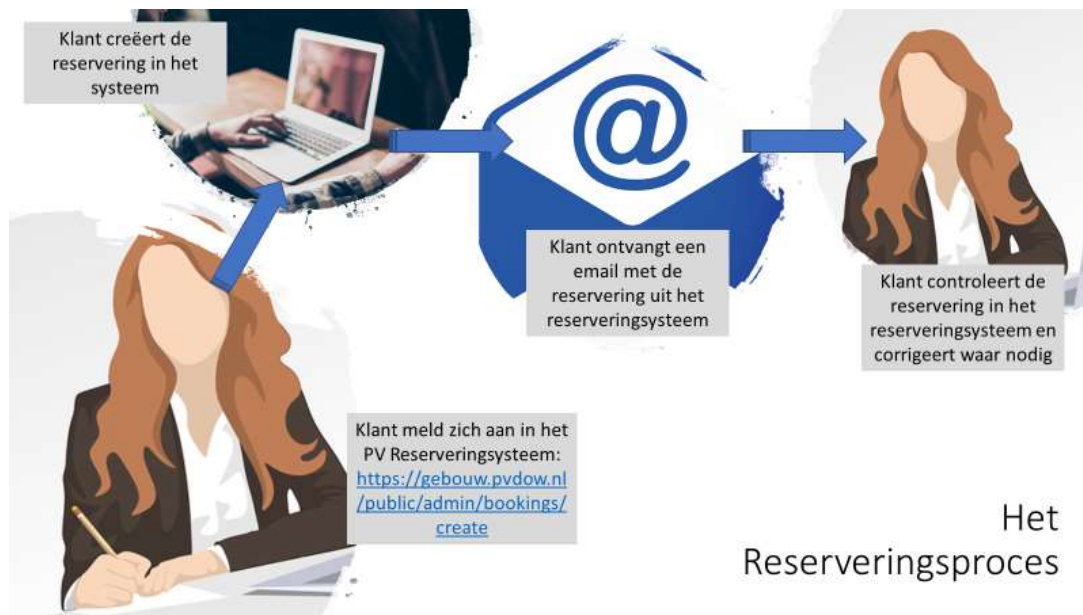 Klant creëert de
reservering in het
systeem
Klant ontvangt een
email met de
reservering uit het
reserveringsysteem
Klant controleert de
reservering in het
reserveringsysteem en
corrigeert waar nodig
Klant meld zich aan in het
PV Reserveringsysteem:
https://gebouw.pvdow.nl
/public/admin/bookings/
create
Het
Reserveringsproces
@